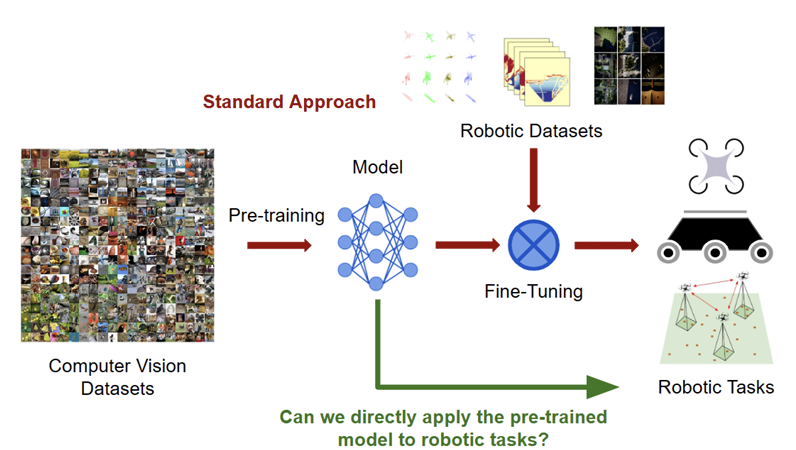 Standard Approach
Robotic Datasets
Model
Pre-training
Fine-Tuning
Computer Vision
Datasets
Robotic Tasks
Can we directly apply the pre-trained
model to robotic tasks?